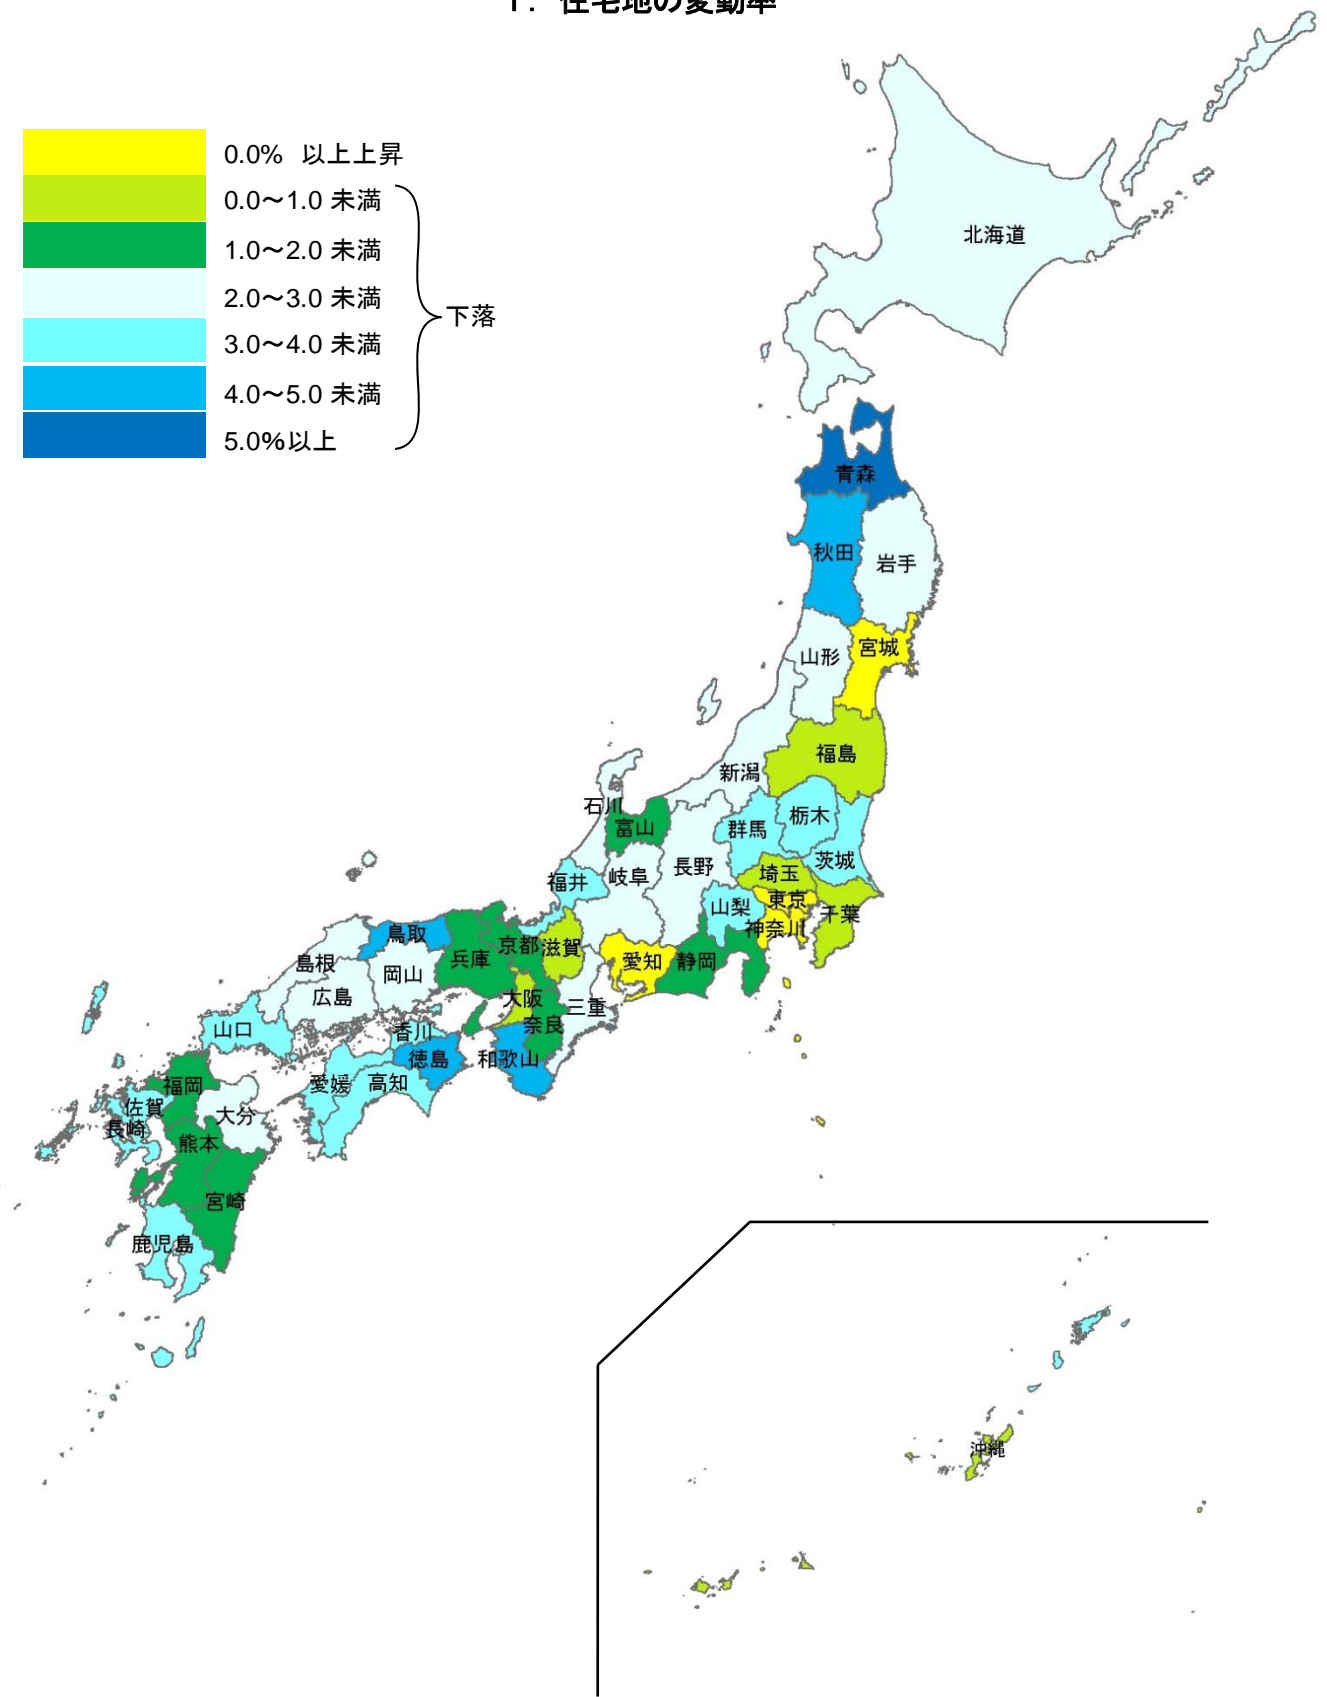 1. 住宅地の変動率
0.0% 以上上昇
0.0～1.0 未満
1.0～2.0 未満
2.0～3.0 未満
3.0～4.0 未満
4.0～5.0 未満
5.0%以上
下落
北海道
青森
秋田
岩手
山形
宮城
福島
新潟
石川
富山
群馬
栃木
茨城
長野
岐阜
福井
埼玉
東京
山梨
千葉
神奈川
鳥取
兵庫
京都
滋賀
愛知
静岡
島根
岡山
広島
大阪
三重
奈良
山口
香川
徳島
和歌山
福岡
愛媛
高知
佐賀
大分
長崎
熊本
宮崎
鹿児島
沖縄